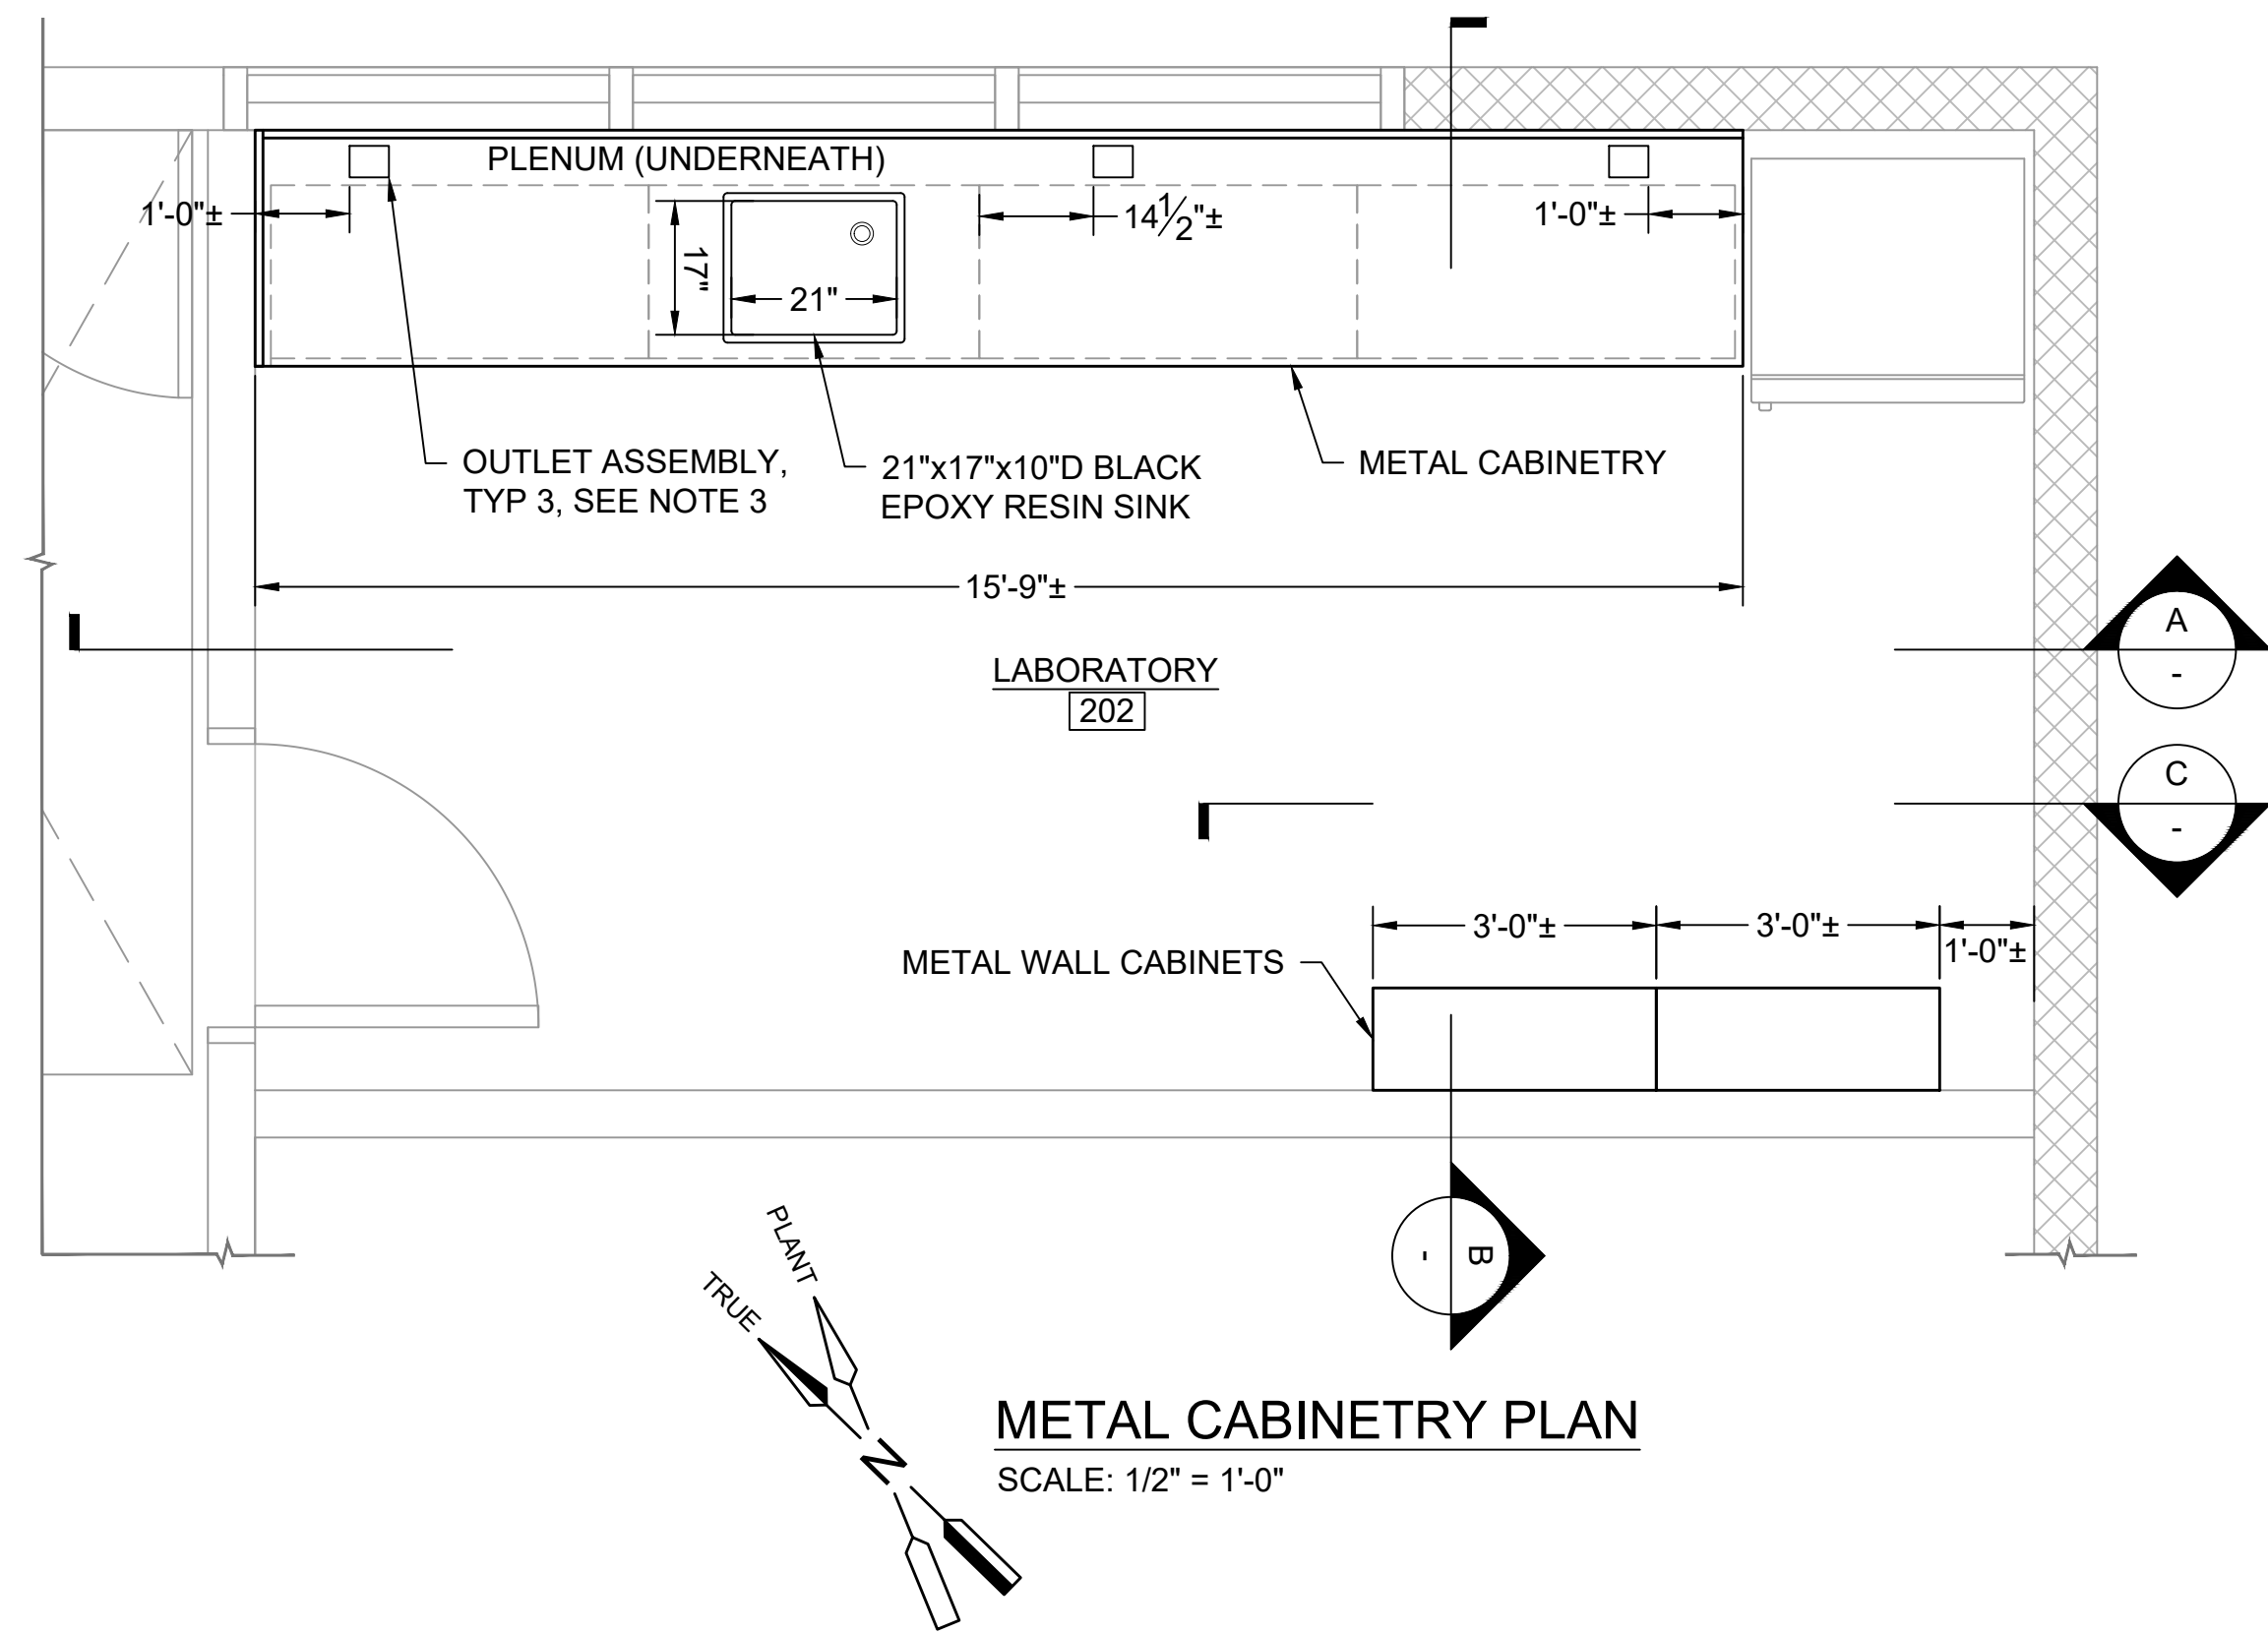 PLENUM (UNDERNEATH)
1'-0"±
14 1/2"±
1'-0"±
17"
21"
OUTLET ASSEMBLY,
TYP 3, SEE NOTE 3
21"x17"x10"D BLACK
EPOXY RESIN SINK
METAL CABINETRY
15'-9"±
LABORATORY
202
A
-
C
-
3'-0"±
3'-0"±
1'-0"±
METAL WALL CABINETS
B
-
PLANT
TRUE
N
METAL CABINETRY PLAN
SCALE: 1/2" = 1'-0"